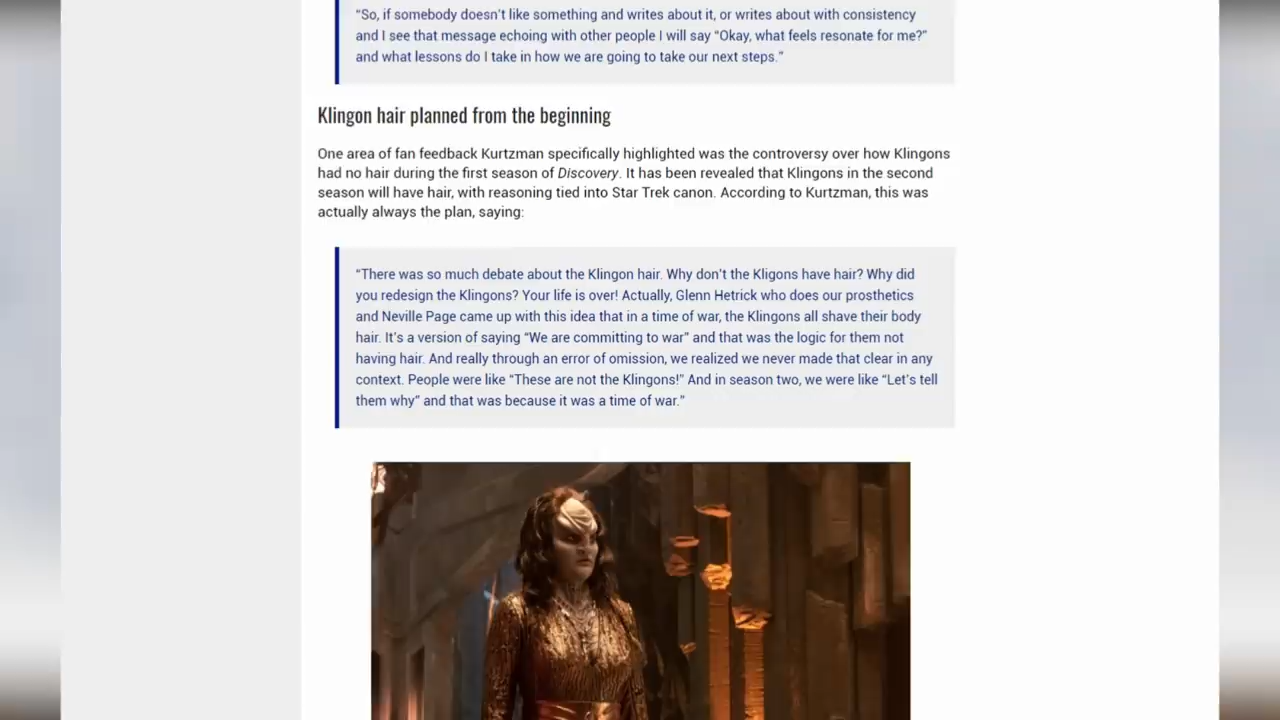 “So, if somebody doesn’t like something and writes about it, or writes about with consistency
and I see that message echoing with other people I will say “Okay, what feels resonate for me?”
and what lessons do I take in how we are going to take our next steps.”
Klingon hair planned from the beginning
One area of fan feedback Kurtzman specifically highlighted was the controversy over how Klingons
had no hair during the first season of Discovery. It has been revealed that Klingons in the second
season will have hair, with reasoning tied into Star Trek canon. According to Kurtzman, this was
actually always the plan, saying:
“There was so much debate about the Klingon hair. Why don’t the Kligons have hair? Why did
you redesign the Klingons? Your life is over! Actually, Glenn Hetrick who does our prosthetics
and Neville Page came up with this idea that in a time of war, the Klingons all shave their body
hair. It’s a version of saying “We are committing to war” and that was the logic for them not
having hair. And really through an error of omission, we realized we never made that clear in any
context. People were like “These are not the Klingons!” And in season two, we were like “Let’s tell
them why” and that was because it was a time of war.”